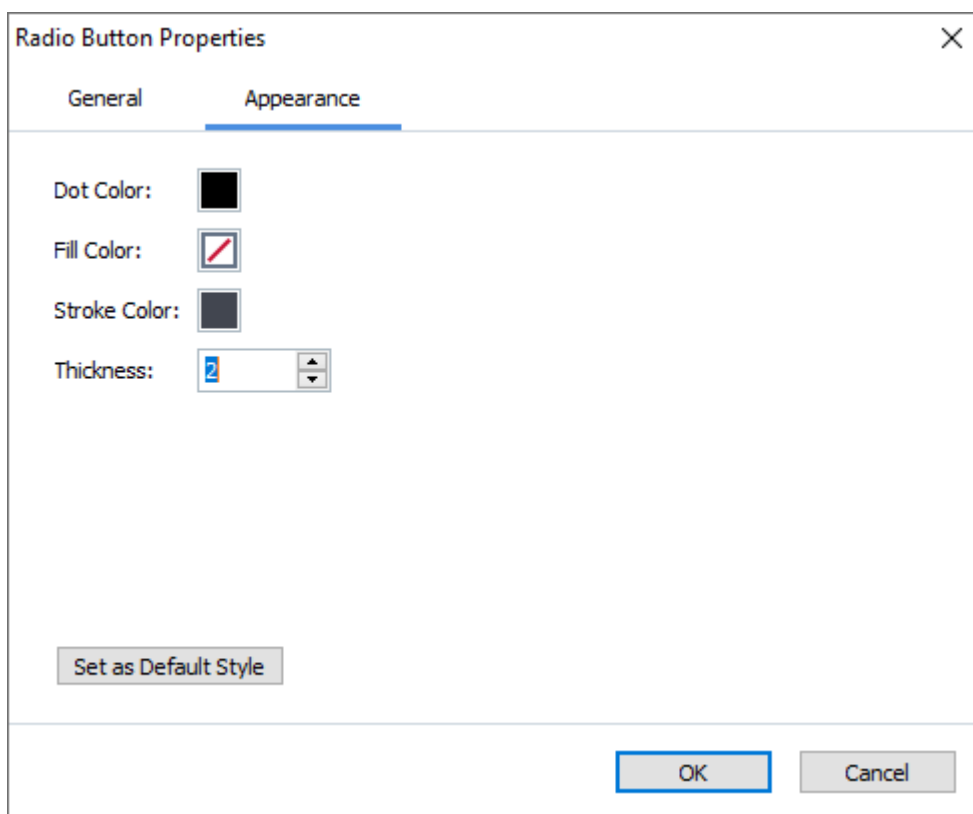 Radio Button Properties
General Appearance
Dot Color:
Fill Color:
Stroke Color:
Thickness: 2
Set as Default Style
OK Cancel